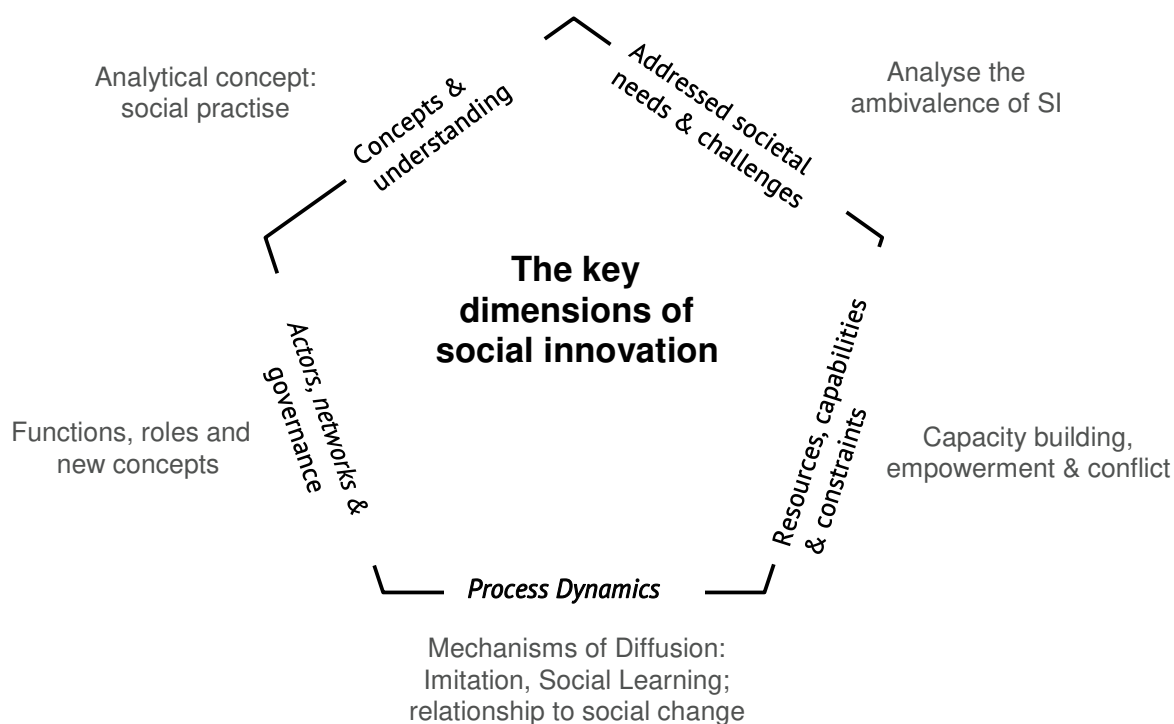 Analytical concept:
social practise
Concepts &
understanding
Addressed societal
needs & challenges
Analyse the
ambivalence of SI
The key
dimensions of
social innovation
Actors, networks &
governance
Functions, roles and
new concepts
Resources, capabilities
& constraints
Capacity building,
empowerment & conflict
Process Dynamics
Mechanisms of Diffusion:
Imitation, Social Learning;
relationship to social change